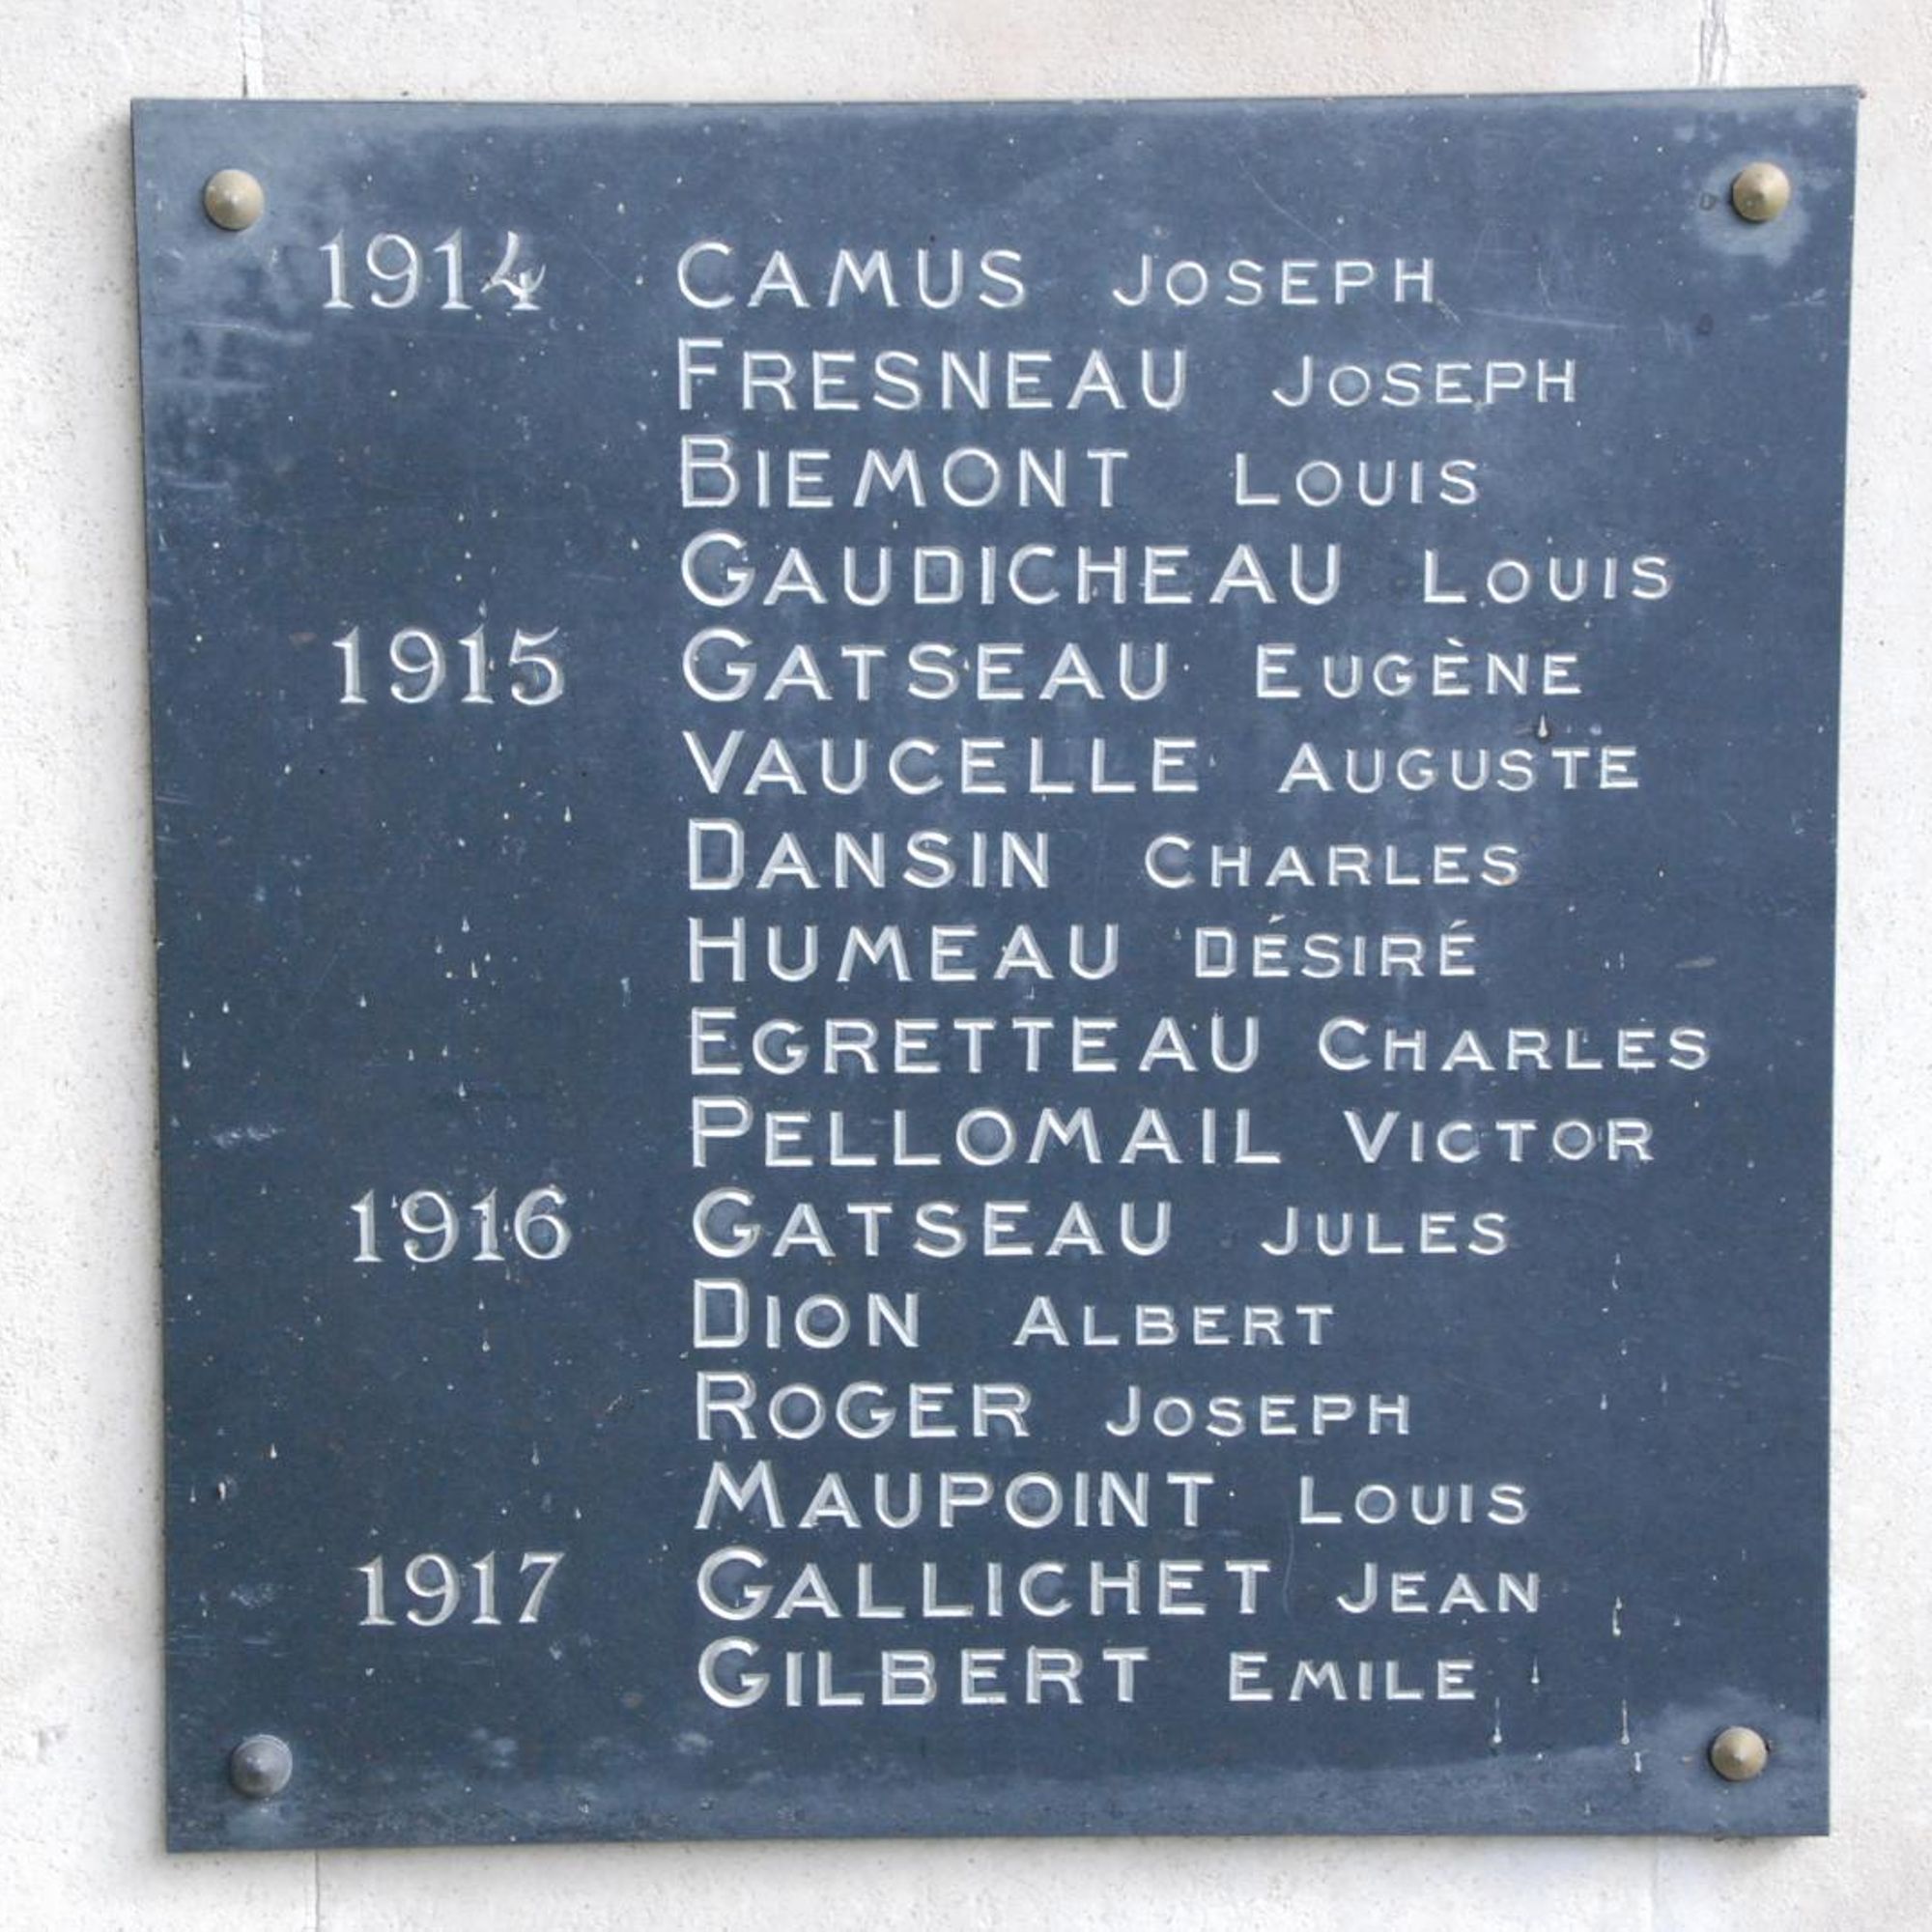 1914 CAMUS JOSEPH
FRESNEAU JOSEPH
BIEMONT LOUIS
GAUDICHEAU LOUIS
1915 GATSEAU EUGÈNE
VAUCELLE AUGUSTE
DANSIN CHARLES
HUMEAU DÉSIRÉ
EGRETTEAU CHARLES
PELLOMAIL VICTOR
1916 GATSEAU JULES
DION ALBERT
ROGER JOSEPH
MAUPOINT LOUIS
1917 GALLICHET JEAN
GILBERT EMILE